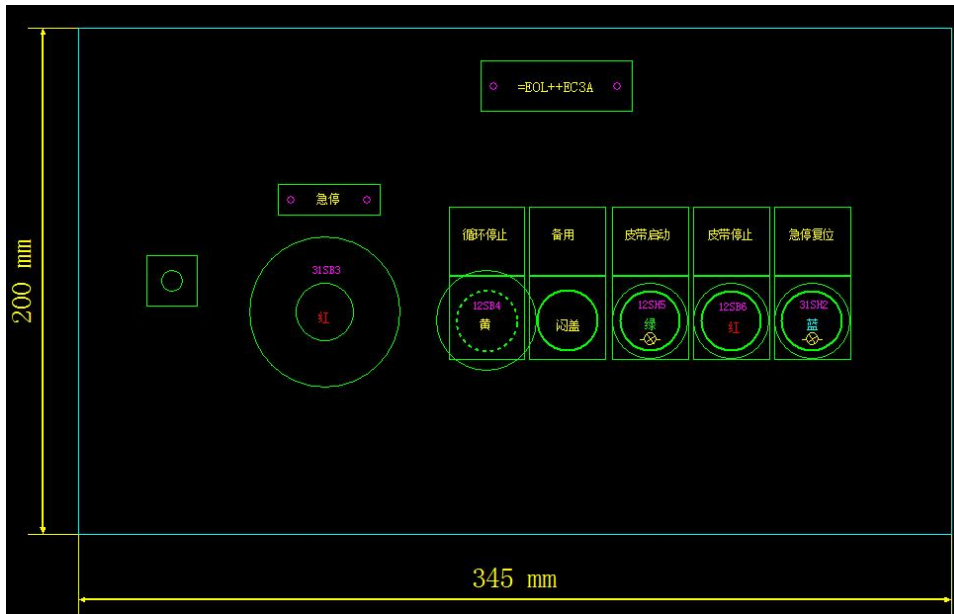 =EOL++EC3A
急停
循环停止
备用
皮带启动
皮带停止
急停复位
31SB3
红
12SB4
黄
闷盖
12SH5
绿
12SB6
红
31SH2
蓝
200 mm
345 mm